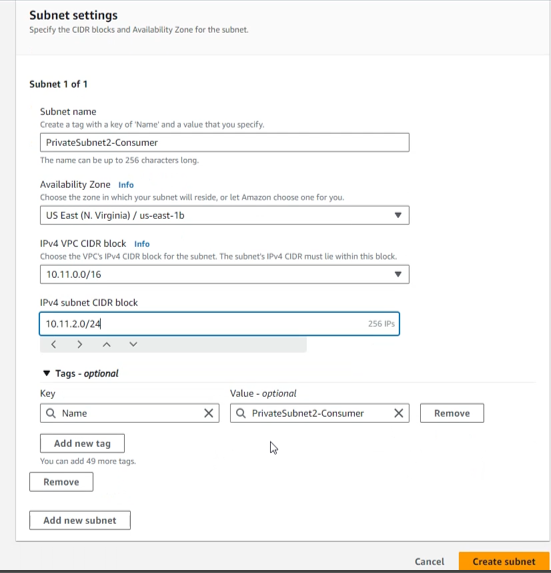 Subnet settings
Specify the CIDR blocks and Availability Zone for the subnet.
Subnet 1 of 1
Subnet name
Create a tag with a key of 'Name' and a value that you specify.
PrivateSubnet2-Consumer
The name can be up to 256 characters long.
Availability Zone Info
Choose the zone in which your subnet will reside, or let Amazon choose one for you.
US East (N. Virginia) / us-east-1b
IPv4 VPC CIDR block Info
Choose the VPC's IPv4 CIDR block for the subnet. The subnet's IPv4 CIDR must lie within this block.
10.11.0.0/16
IPv4 subnet CIDR block
10.11.2.0/24 256 IPs
Tags - optional
Key Value - optional
Name PrivateSubnet2-Consumer Remove
Add new tag
You can add 49 more tags.
Remove
Add new subnet
Cancel Create subnet